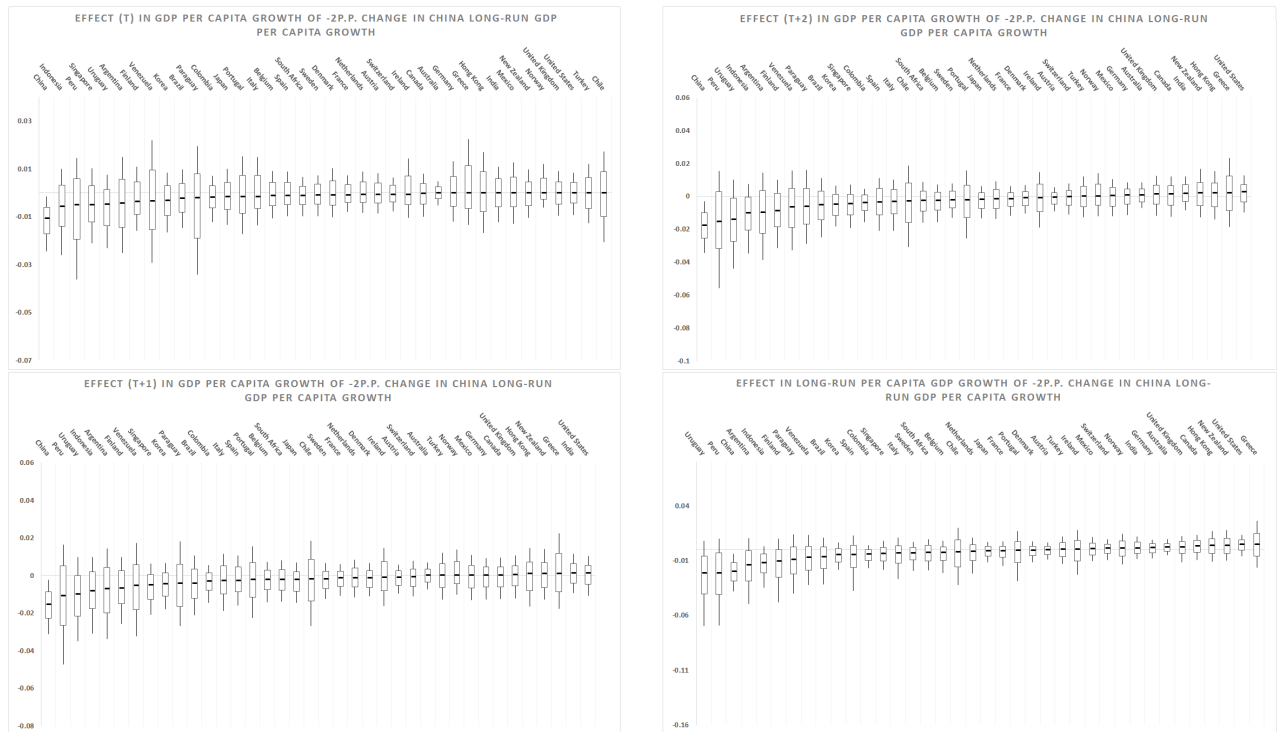 EFFECT (T) IN GDP PER CAPITA GROWTH OF -2P.P. CHANGE IN CHINA LONG-RUN GDP
PER CAPITA GROWTH
China
Indonesia
Peru
Singapore
Uruguay
Argentina
Finland
Venezuela
Korea
Brazil
Paraguay
Colombia
Japan
Portugal
Italy
Belgium
Spain
South Africa
Sweden
Denmark
France
Netherlands
Austria
Switzerland
Ireland
Canada
Australia
Germany
Greece
Hong Kong
India
Mexico
New Zealand
Norway
United Kingdom
United States
Turkey
Chile
0.03
0.01
-0.01
-0.03
-0.05
-0.07
EFFECT (T+2) IN GDP PER CAPITA GROWTH OF -2P.P. CHANGE IN CHINA LONG-RUN
GDP PER CAPITA GROWTH
China
Peru
Uruguay
Indonesia
Argentina
Finland
Venezuela
Paraguay
Brazil
Korea
Singapore
Colombia
Spain
Italy
Chile
South Africa
Belgium
Sweden
Portugal
Japan
Netherlands
France
Denmark
Ireland
Austria
Switzerland
Turkey
Norway
Mexico
Germany
Australia
United Kingdom
Canada
India
New Zealand
Hong Kong
Greece
United States
0.06
0.04
0.02
0
-0.02
-0.04
-0.06
-0.08
-0.1
EFFECT (T+1) IN GDP PER CAPITA GROWTH OF -2P.P. CHANGE IN CHINA LONG-RUN
GDP PER CAPITA GROWTH
China
Peru
Uruguay
Indonesia
Argentina
Finland
Venezuela
Singapore
Korea
Paraguay
Brazil
Colombia
Italy
Spain
Portugal
Belgium
South Africa
Japan
Chile
Sweden
France
Netherlands
Denmark
Ireland
Austria
Switzerland
Australia
Turkey
Norway
Mexico
Germany
Canada
United Kingdom
Hong Kong
New Zealand
Greece
India
United States
0.06
0.04
0.02
0
-0.02
-0.04
-0.06
-0.08
EFFECT IN LONG-RUN PER CAPITA GDP GROWTH OF -2P.P. CHANGE IN CHINA LONG-
RUN GDP PER CAPITA GROWTH
Uruguay
Peru
China
Argentina
Indonesia
Finland
Paraguay
Venezuela
Brazil
Korea
Spain
Colombia
Singapore
Italy
Sweden
South Africa
Belgium
Chile
Netherlands
Japan
France
Portugal
Denmark
Austria
Turkey
Ireland
Mexico
Switzerland
Norway
India
Germany
Australia
United Kingdom
Canada
Hong Kong
New Zealand
United States
Greece
0.04
-0.01
-0.06
-0.11
-0.16